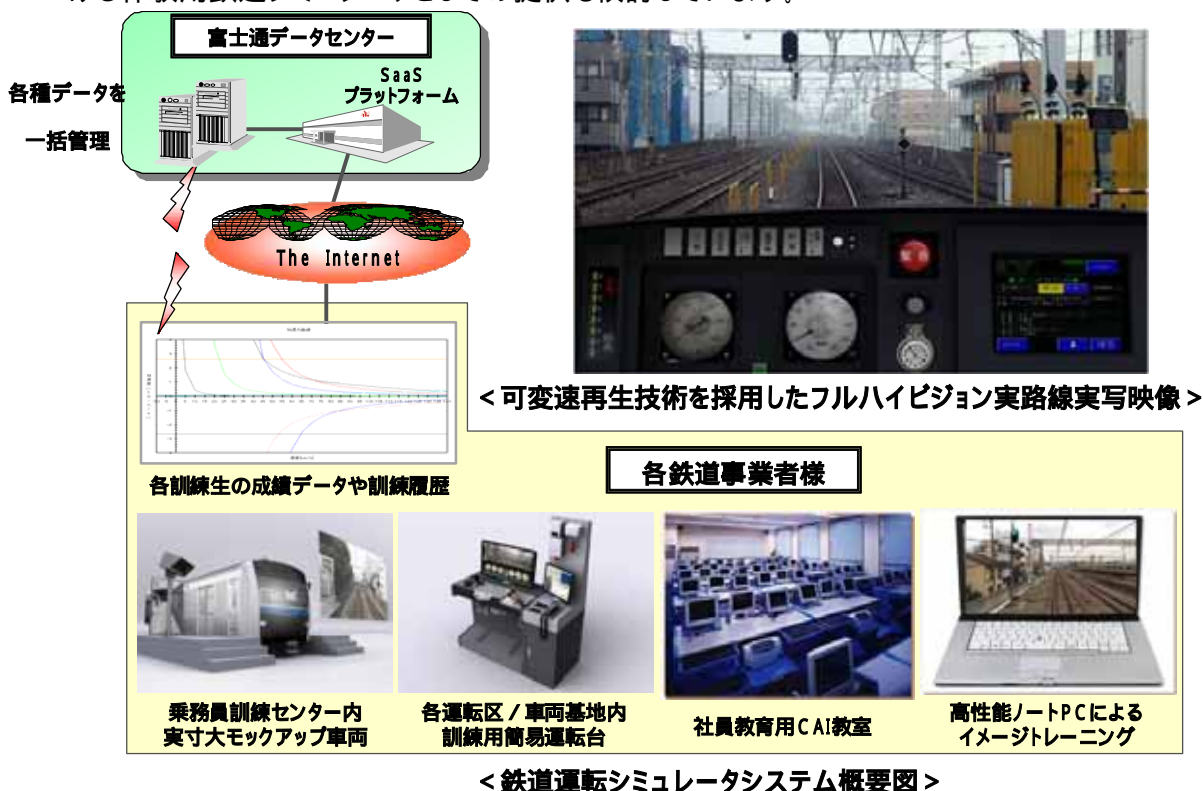 富士通データセンター
各種データを
一括管理
SaaS
プラットフォーム
The Internet
<可変速再生技術を採用したフルハイビジョン実路線実写映像>
各訓練生の成績データや訓練履歴
各鉄道事業者様
乗務員訓練センター内
実寸大モックアップ車両
各運転区/車両基地内
訓練用簡易運転台
社員教育用CAI教室
高性能ノートPCによる
イメージトレーニング
<鉄道運転シミュレータシステム概要図>